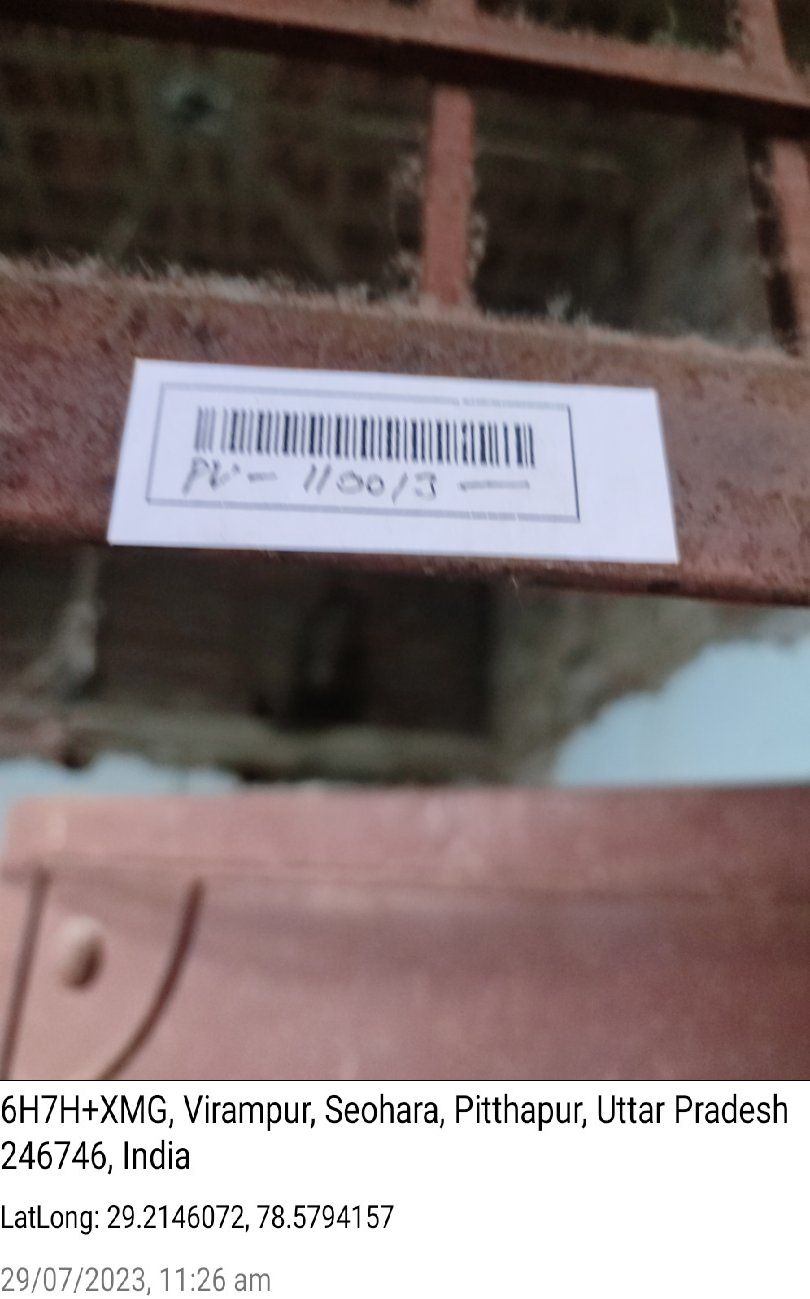 PV - 110013 —
6H7H+XMG, Virampur, Seohara, Pitthapur, Uttar Pradesh
246746, India
LatLong: 29.2146072, 78.5794157
29/07/2023, 11:26 am